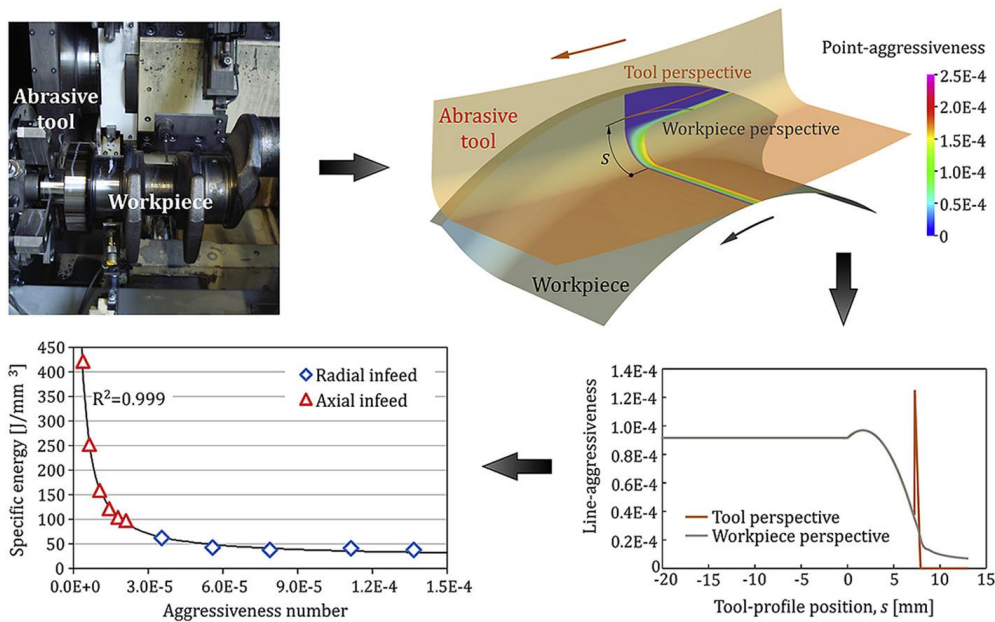 Abrasive
tool
Workpiece
Point-aggressiveness
Tool perspective
Abrasive
tool
Workpiece perspective
s
Workpiece
2.5E-4
2.0E-4
1.5E-4
1.0E-4
0.5E-4
0
Specific energy [J/mm³]
450
400
350
300
250
200
150
100
50
0
R²=0.999
Radial infeed
Axial infeed
0.0E+0
3.0E-5
6.0E-5
9.0E-5
1.2E-4
1.5E-4
Aggressiveness number
Line-aggressiveness
1.4E-4
1.2E-4
1.0E-4
0.8E-4
0.6E-4
0.4E-4
0.2E-4
0
Tool perspective
Workpiece perspective
-20
-15
-10
-5
0
5
10
15
Tool-profile position, s [mm]